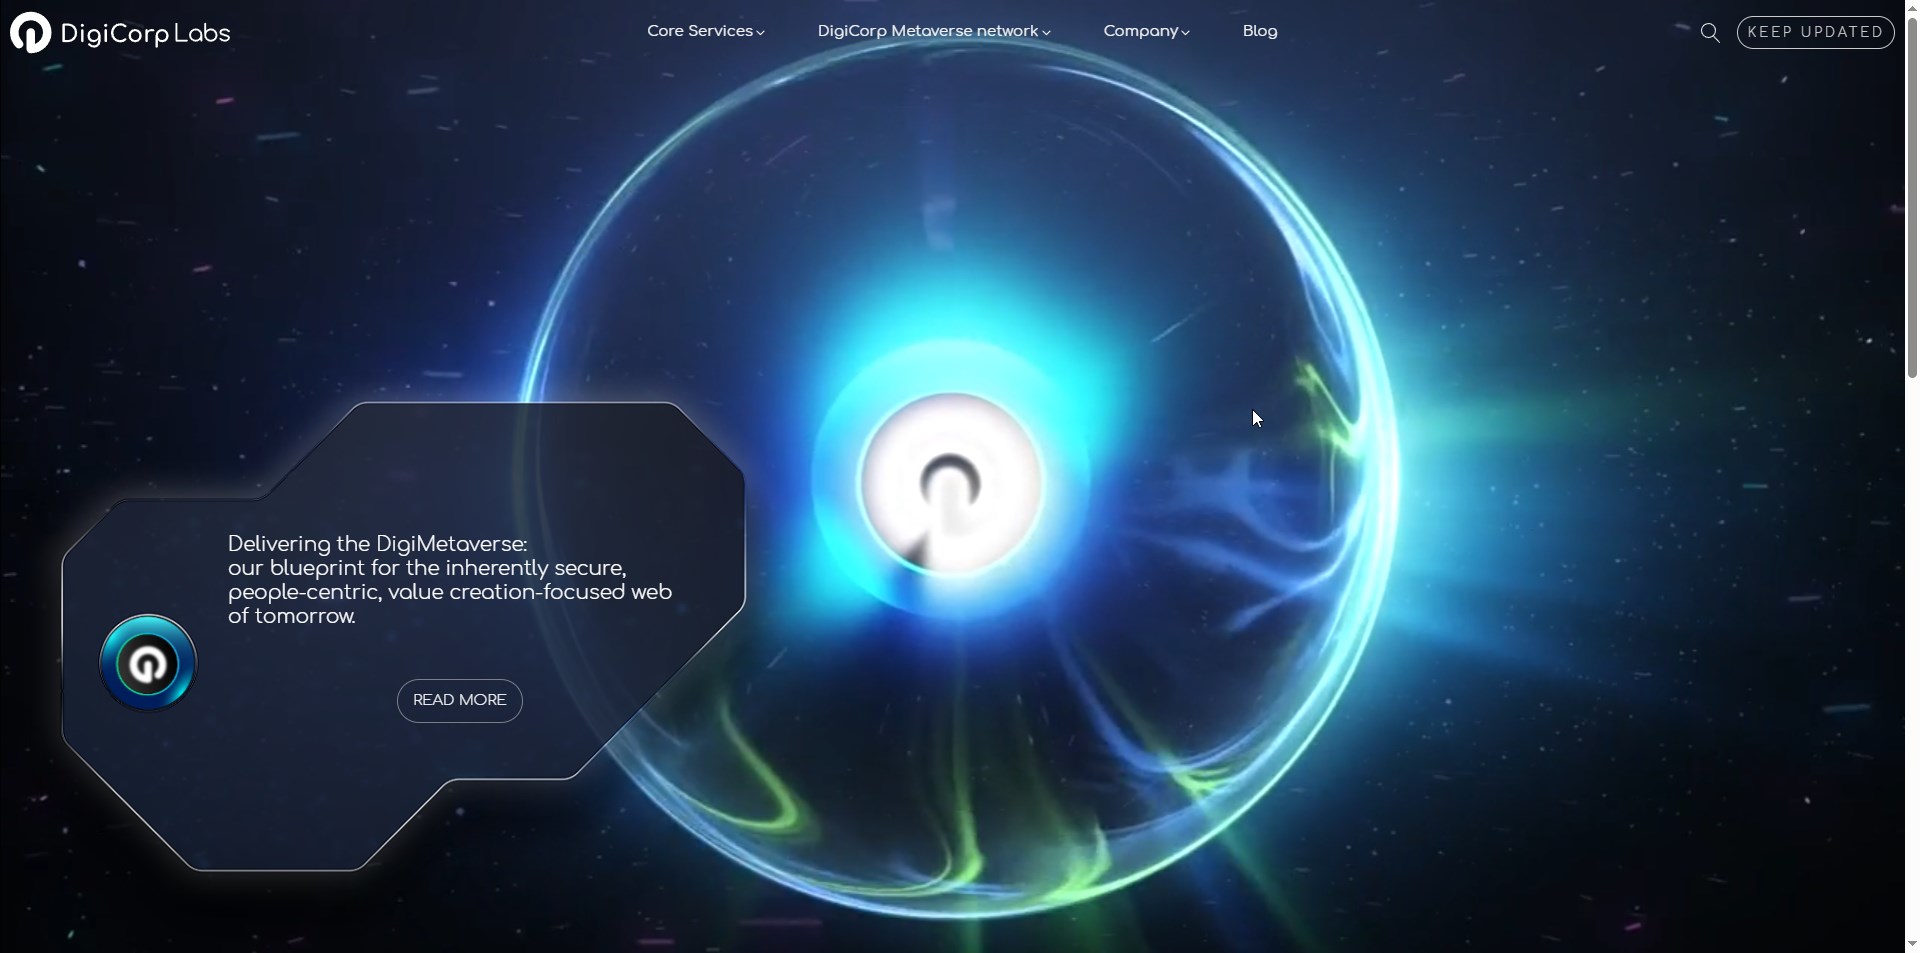 DigiCorp Labs
Core Services
DigiCorp Metaverse network
Company
Blog
KEEP UPDATED
Delivering the DigiMetaverse:
our blueprint for the inherently secure,
people-centric, value creation-focused web
of tomorrow.
READ MORE